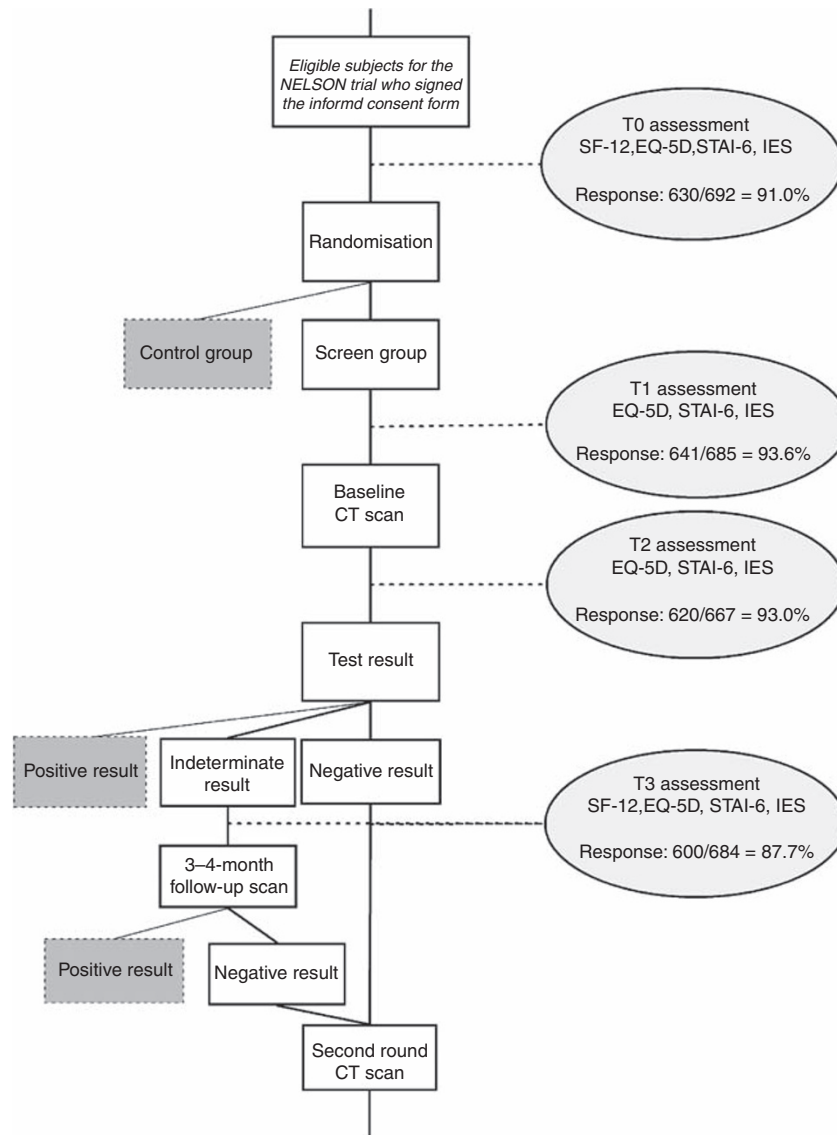 Eligible subjects for the
NELSON trial who signed
the informd consent form
T0 assessment
SF-12,EQ-5D,STAI-6, IES
Response: 630/692 = 91.0%
Randomisation
Control group
Screen group
T1 assessment
EQ-5D, STAI-6, IES
Response: 641/685 = 93.6%
Baseline
CT scan
T2 assessment
EQ-5D, STAI-6, IES
Response: 620/667 = 93.0%
Test result
Positive result
Indeterminate
result
Negative result
T3 assessment
SF-12,EQ-5D, STAI-6, IES
Response: 600/684 = 87.7%
3–4-month
follow-up scan
Positive result
Negative result
Second round
CT scan